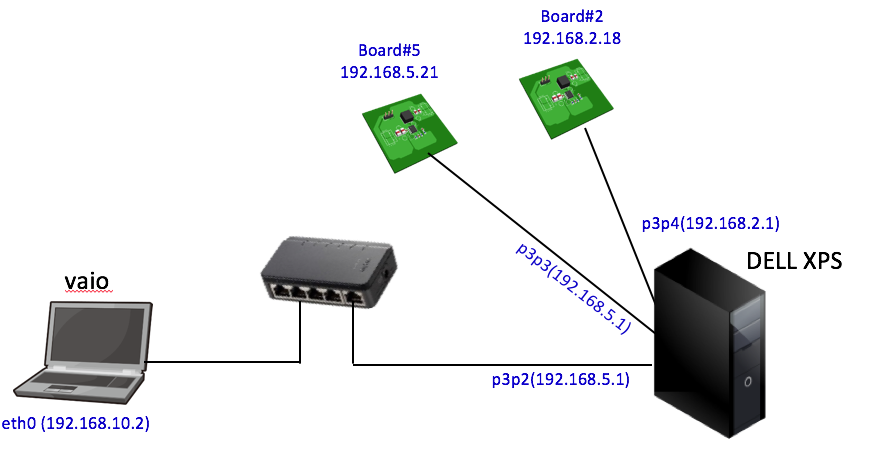 Board#2
192.168.2.18
Board#5
192.168.5.21
p3p4(192.168.2.1)
p3p3(192.168.5.1)
DELL XPS
vaio
p3p2(192.168.5.1)
eth0 (192.168.10.2)